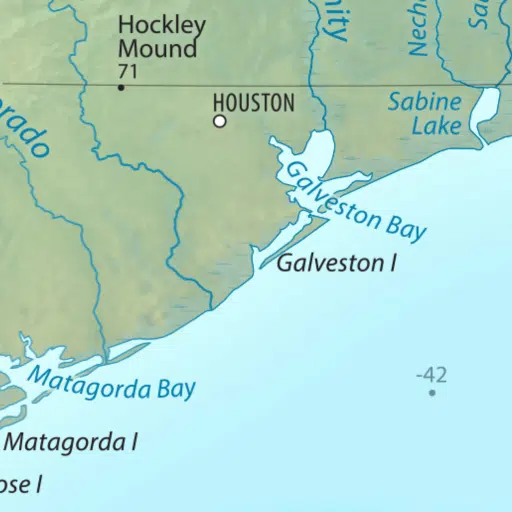 Hockley
Mound
71
HOUSTON
Sabine
Lake
Galveston Bay
Galveston I
-42
Matagorda Bay
Matagorda I